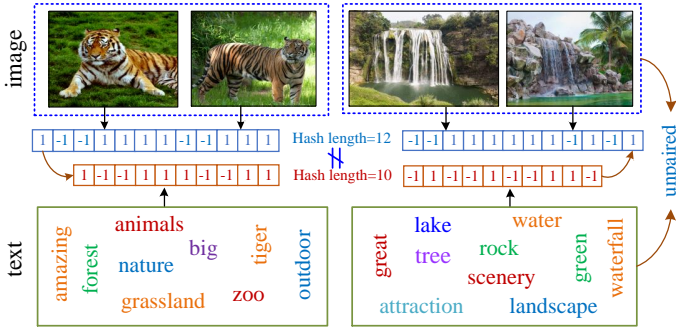 image
1 -1 -1 1 1 1 1 -1 -1 1 1 1
Hash length=12
-1 -1 1 1 1 1 1 1 -1 1 -1 1
1 -1 -1 1 1 1 -1 1 1 1
Hash length=10
-1 1 -1 1 -1 -1 1 1 1 -1
unpaired
text
amazing
forest
animals
nature
big
tiger
outdoor
grassland
zoo
great
lake
water
tree
rock
green
waterfall
scenery
attraction
landscape